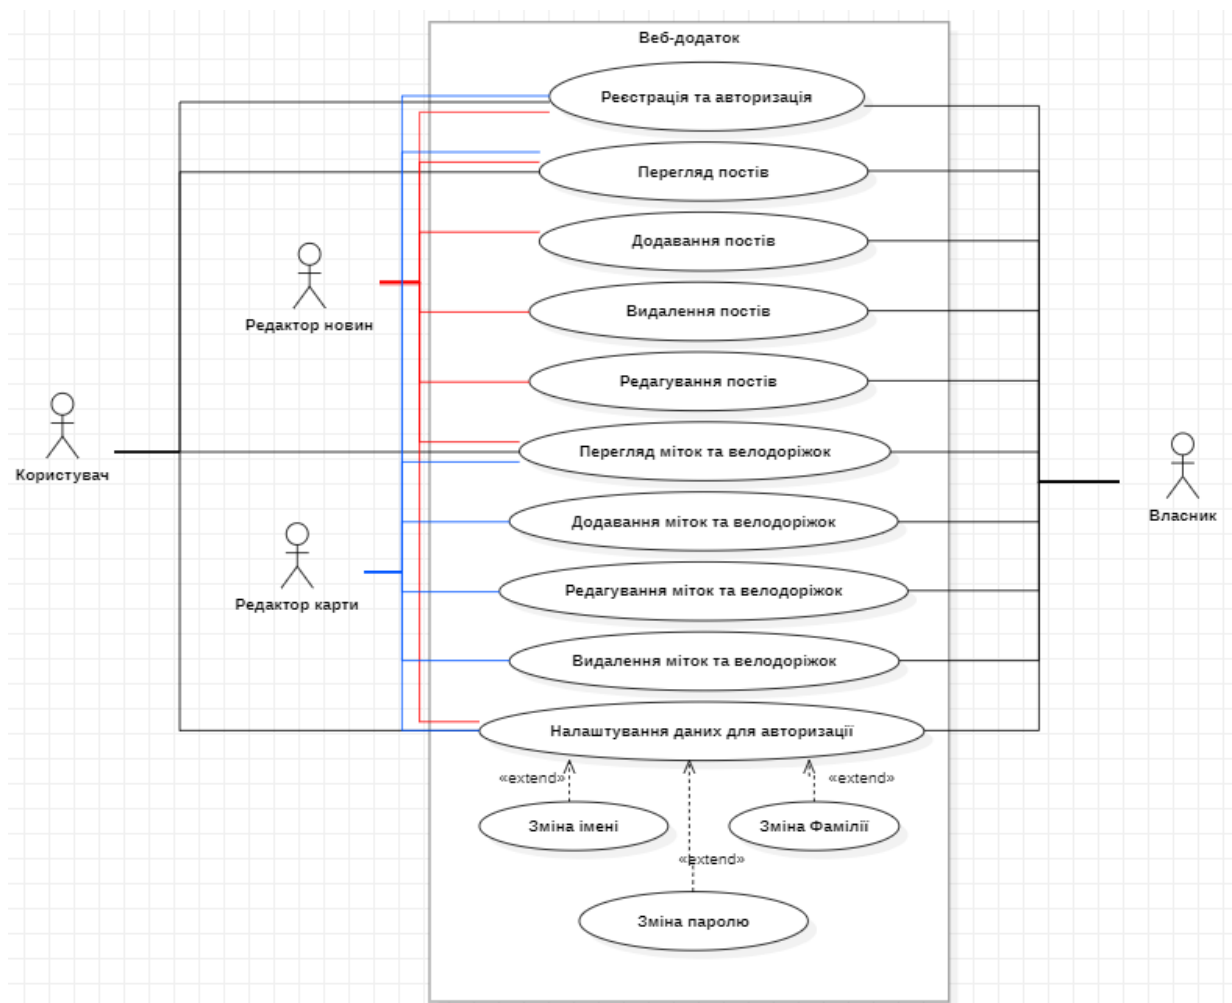 Веб-додаток
Реєстрація та авторизація
Перегляд постів
Додавання постів
Видалення постів
Редактор новин
Редагування постів
Перегляд міток та велодоріжок
Користувач
Додавання міток та велодоріжок
Власник
Редагування міток та велодоріжок
Редактор карти
Видалення міток та велодоріжок
Налаштування даних для авторизації
«extend»
«extend»
Зміна імені
Зміна Фамілії
«extend»
Зміна паролю